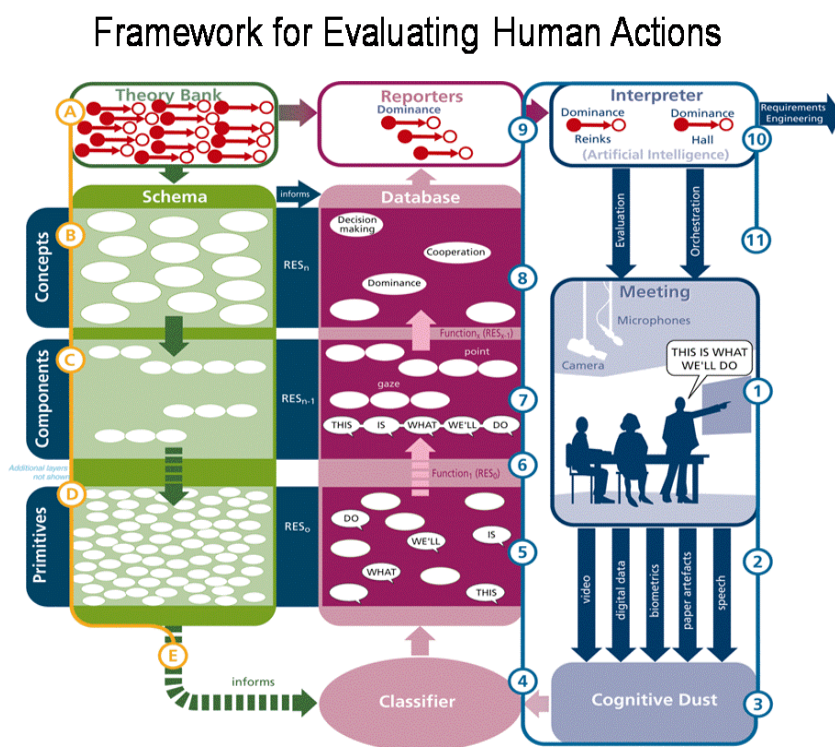 Framework for Evaluating Human Actions
A
Theory Bank
Reporters
Dominance
9
Interpreter
Dominance
Reinks
Dominance
Hall
(Artificial Intelligence)
10
Requirements
Engineering
11
Schema
informs
Database
Concepts
B
RESn
Decision
making
Cooperation
Dominance
8
Evaluation
Orchestration
Functionx (RESx-1)
Components
C
RESn-1
point
gaze
THIS IS WHAT WE'LL DO
7
Meeting
Microphones
Camera
THIS IS WHAT
WE'LL DO
1
Additional layers
not shown
Function1 (RES0)
6
Primitives
D
RES0
DO
WE'LL
IS
WHAT
THIS
5
video
digital data
biometrics
paper artefacts
speech
2
E
informs
Classifier
4
Cognitive Dust
3